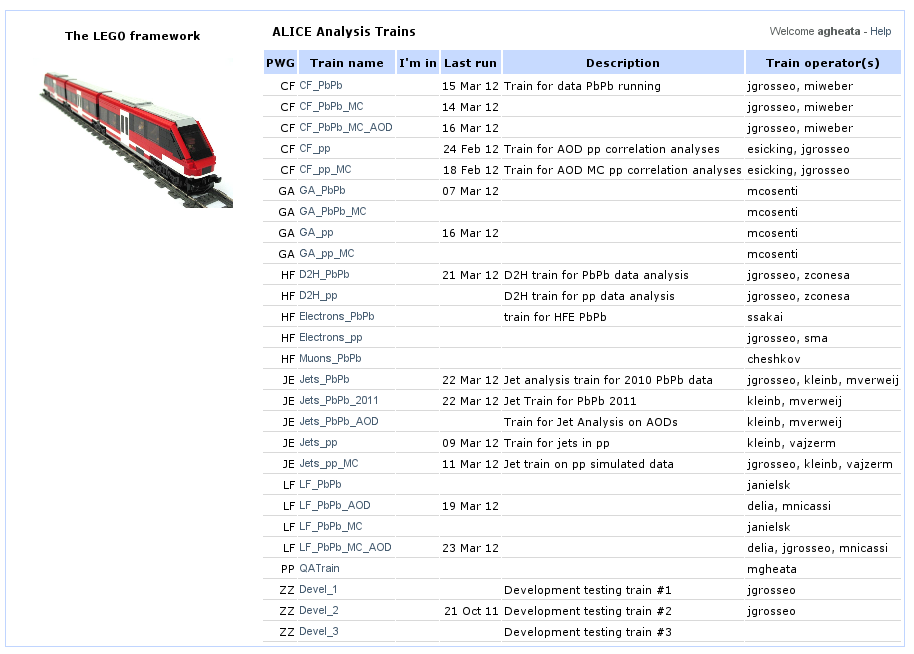 The LEGO framework
ALICE Analysis Trains
Welcome agheata - Help
PWG Train name I'm in Last run Description Train operator(s)
CF CF_PbPb 15 Mar 12 Train for data PbPb running jgrosseo, miweber
CF CF_PbPb_MC 14 Mar 12 jgrosseo, miweber
CF CF_PbPb_MC_AOD 16 Mar 12 jgrosseo, miweber
CF CF_pp 24 Feb 12 Train for AOD pp correlation analyses esicking, jgrosseo
CF CF_pp_MC 18 Feb 12 Train for AOD MC pp correlation analyses esicking, jgrosseo
GA GA_PbPb 07 Mar 12 mcosenti
GA GA_PbPb_MC mcosenti
GA GA_pp 16 Mar 12 mcosenti
GA GA_pp_MC mcosenti
HF D2H_PbPb 21 Mar 12 D2H train for PbPb data analysis jgrosseo, zconesa
HF D2H_pp D2H train for pp data analysis jgrosseo, zconesa
HF Electrons_PbPb train for HFE PbPb ssakai
HF Electrons_pp jgrosseo, sma
HF Muons_PbPb cheshkov
JE Jets_PbPb 22 Mar 12 Jet analysis train for 2010 PbPb data jgrosseo, kleinb, mverweij
JE Jets_PbPb_2011 22 Mar 12 Jet Train for PbPb 2011 kleinb, mverweij
JE Jets_PbPb_AOD Train for Jet Analysis on AODs kleinb, mverweij
JE Jets_pp 09 Mar 12 Train for jets in pp kleinb, vajzerm
JE Jets_pp_MC 11 Mar 12 Jet train on pp simulated data jgrosseo, kleinb, vajzerm
LF LF_PbPb janielsk
LF LF_PbPb_AOD 19 Mar 12 delia, mnicassi
LF LF_PbPb_MC janielsk
LF LF_PbPb_MC_AOD 23 Mar 12 delia, jgrosseo, mnicassi
PP QATrain mgheata
ZZ Devel_1 Development testing train #1 jgrosseo
ZZ Devel_2 21 Oct 11 Development testing train #2 jgrosseo
ZZ Devel_3 Development testing train #3